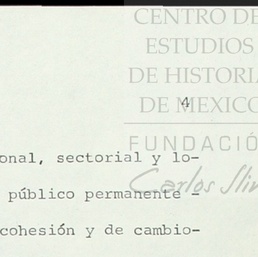 CENTRO DE
ESTUDIOS
DE HISTORIA
DE MEXICO
4
FUNDACIÓ
Carlos Slim
onal, sectorial y lo-
público permanente -
cohesión y de cambio-